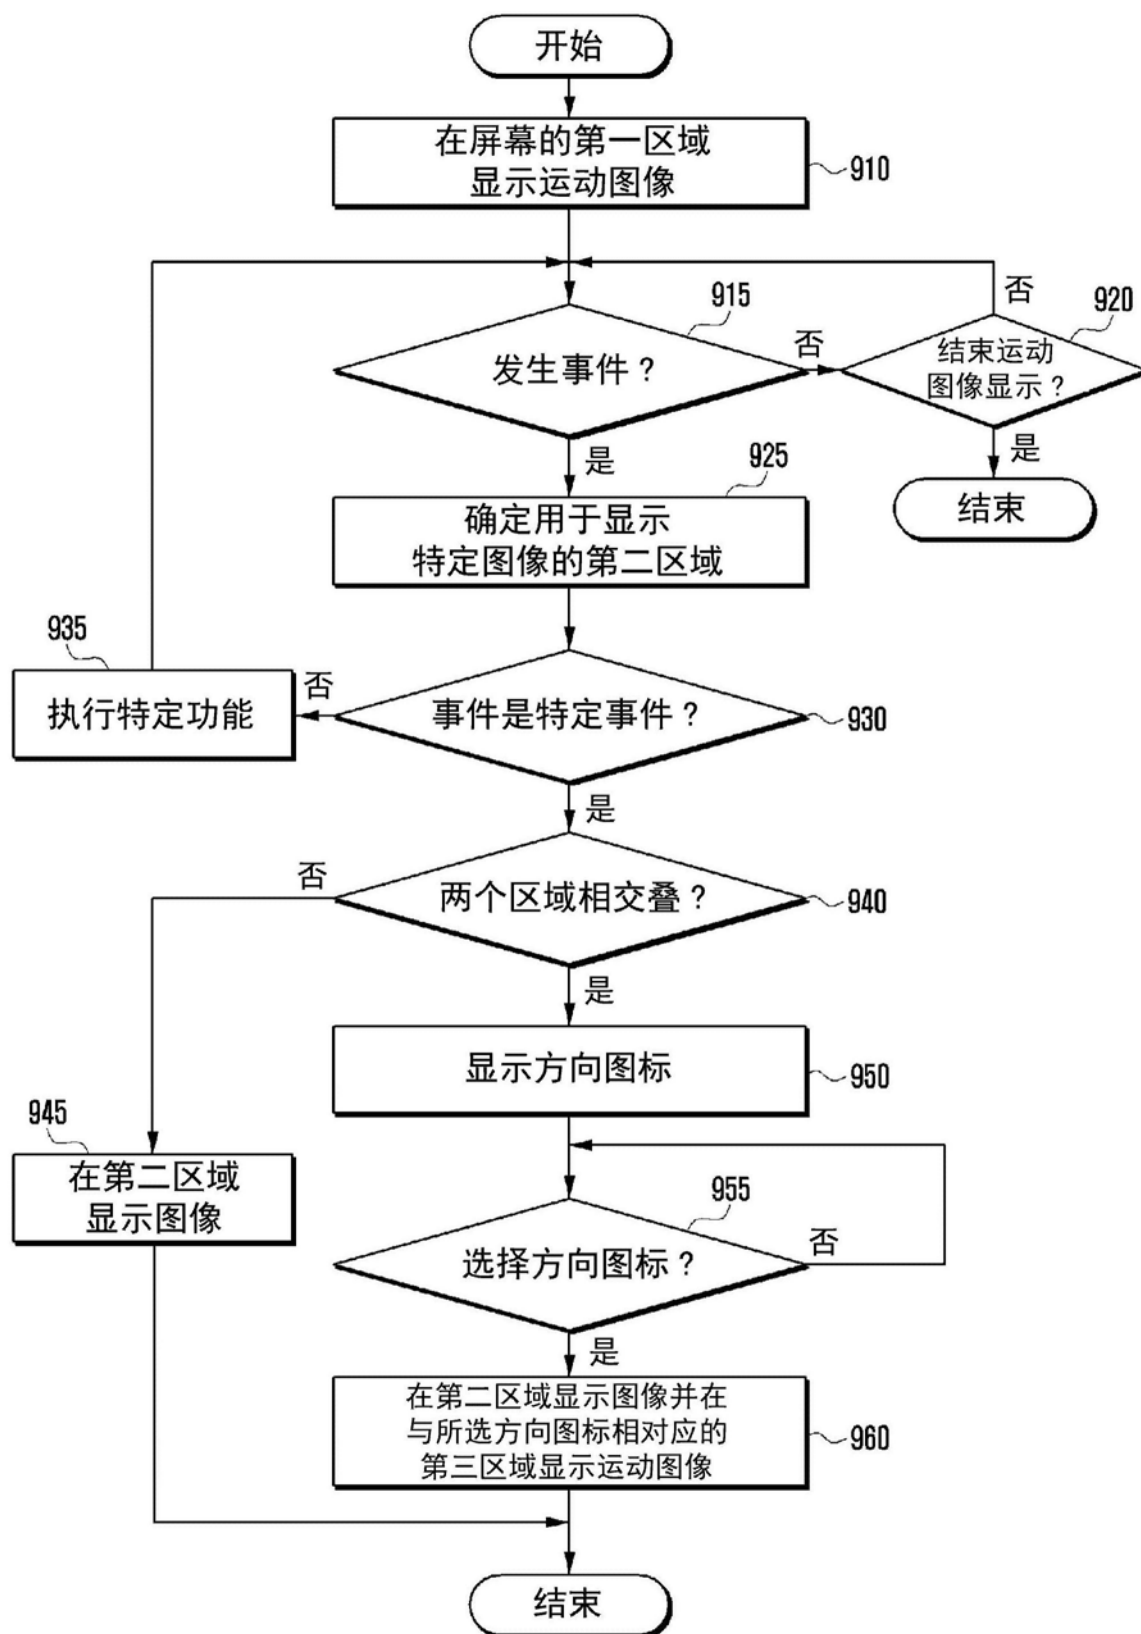 开始
在屏幕的第一区域
显示运动图像
910
915
发生事件？
否
否
920
结束运动
图像显示？
是
结束
是
925
确定用于显示
特定图像的第二区域
935
执行特定功能
否
事件是特定事件？
930
是
否
两个区域相交叠？
940
是
显示方向图标
950
945
在第二区域
显示图像
955
选择方向图标？
否
是
在第二区域显示图像并在
与所选方向图标相对应的
第三区域显示运动图像
960
结束